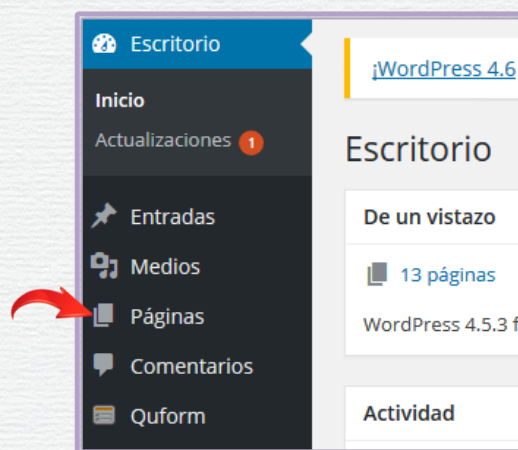 Escritorio
Inicio
Actualizaciones 1
Entradas
Medios
Páginas
Comentarios
Quform
¡WordPress 4.6
Escritorio
De un vistazo
13 páginas
WordPress 4.5.3 f
Actividad